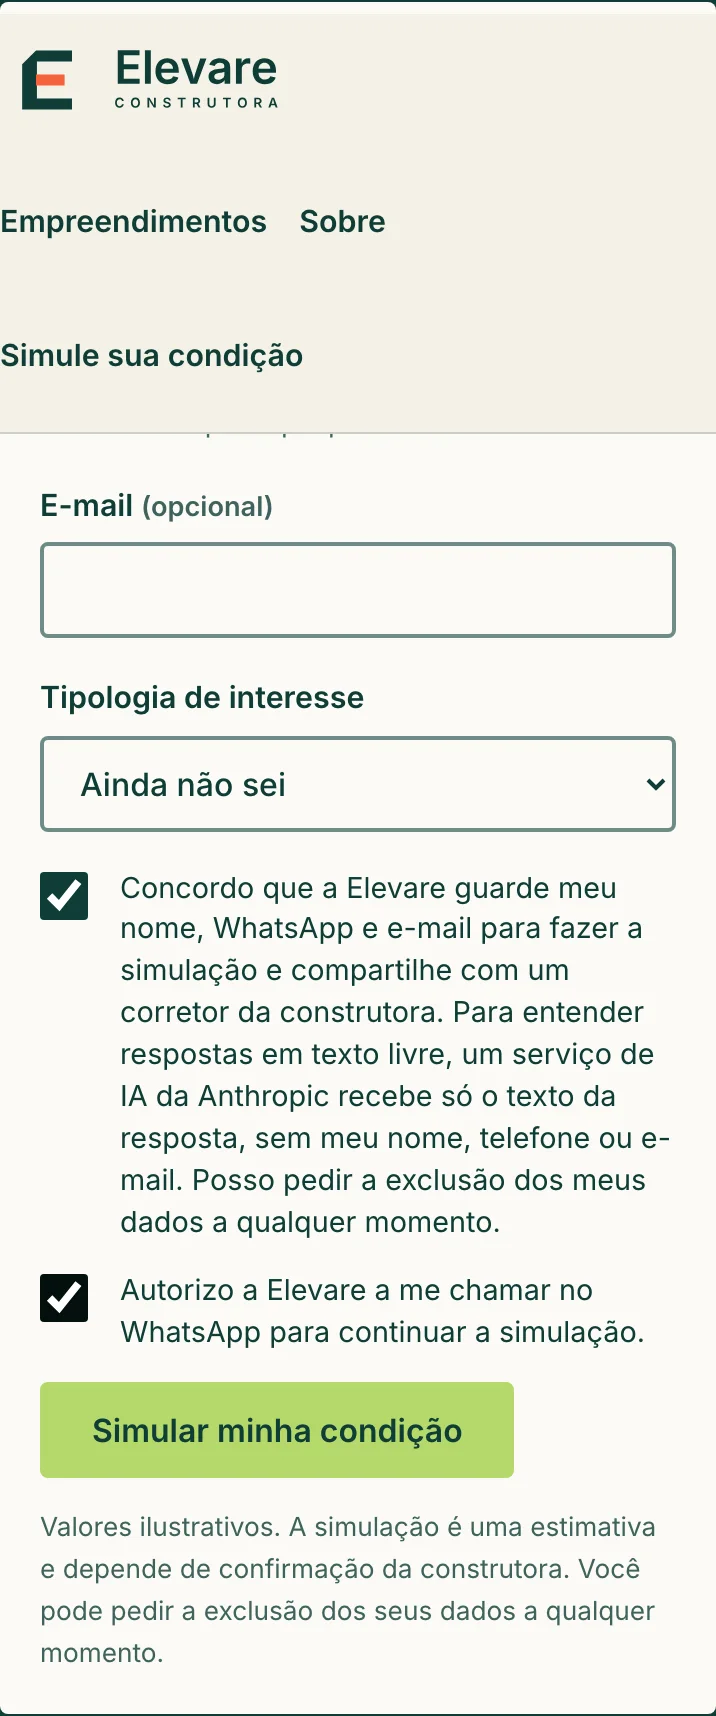 Elevare
CONSTRUTORA
Empreendimentos Sobre
Simule sua condição
E-mail (opcional)
Tipologia de interesse
Ainda não sei
Concordo que a Elevare guarde meu
nome, WhatsApp e e-mail para fazer a
simulação e compartilhe com um
corretor da construtora. Para entender
respostas em texto livre, um serviço de
IA da Anthropic recebe só o texto da
resposta, sem meu nome, telefone ou e-
mail. Posso pedir a exclusão dos meus
dados a qualquer momento.
Autorizo a Elevare a me chamar no
WhatsApp para continuar a simulação.
Simular minha condição
Valores ilustrativos. A simulação é uma estimativa
e depende de confirmação da construtora. Você
pode pedir a exclusão dos seus dados a qualquer
momento.